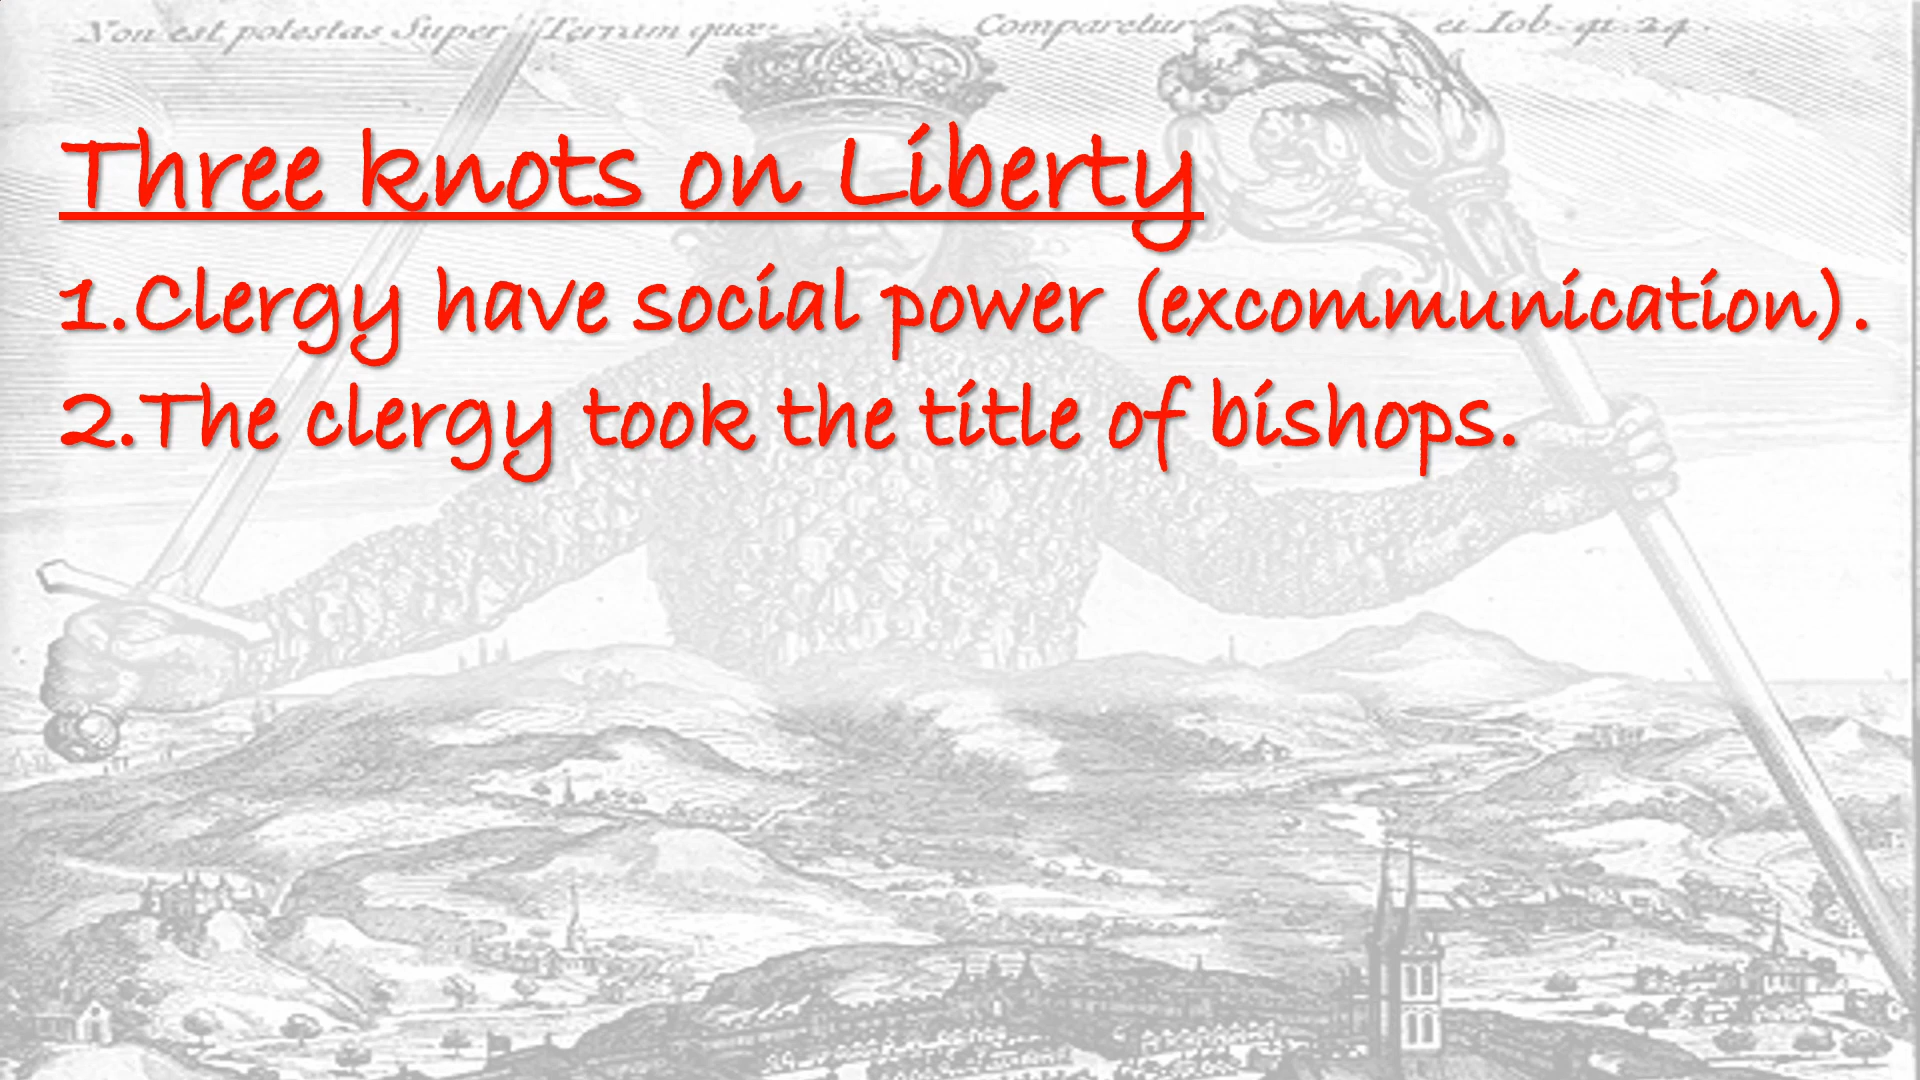 Non est potestas Super Terram quae Comparetur ei Iob. 41. 24.
Three knots on Liberty
1.Clergy have social power (excommunication).
2.The clergy took the title of bishops.